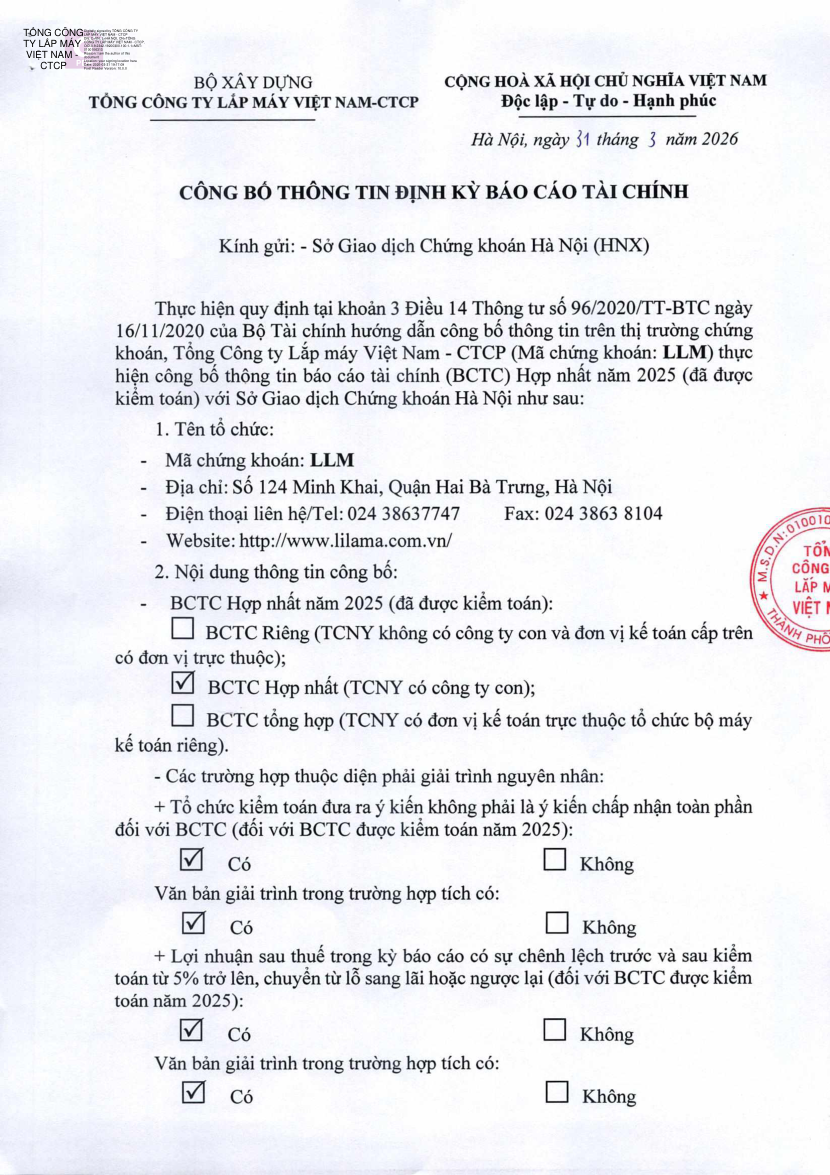 TỔNG CÔNG
TY LẮP MÁY
VIỆT NAM -
CTCP
BỘ XÂY DỰNG
TỔNG CÔNG TY LẮP MÁY VIỆT NAM-CTCP
CỘNG HOÀ XÃ HỘI CHỦ NGHĨA VIỆT NAM
Độc lập - Tự do - Hạnh phúc
Hà Nội, ngày 31 tháng 3 năm 2026
CÔNG BỐ THÔNG TIN ĐỊNH KỲ BÁO CÁO TÀI CHÍNH
Kính gửi: - Sở Giao dịch Chứng khoán Hà Nội (HNX)
Thực hiện quy định tại khoản 3 Điều 14 Thông tư số 96/2020/TT-BTC ngày
16/11/2020 của Bộ Tài chính hướng dẫn công bố thông tin trên thị trường chứng
khoán, Tổng Công ty Lắp máy Việt Nam - CTCP (Mã chứng khoán: LLM) thực
hiện công bố thông tin báo cáo tài chính (BCTC) Hợp nhất năm 2025 (đã được
kiểm toán) với Sở Giao dịch Chứng khoán Hà Nội như sau:
1. Tên tổ chức:
- Mã chứng khoán: LLM
- Địa chỉ: Số 124 Minh Khai, Quận Hai Bà Trưng, Hà Nội
- Điện thoại liên hệ/Tel: 024 38637747 Fax: 024 3863 8104
- Website: http://www.lilama.com.vn/
2. Nội dung thông tin công bố:
- BCTC Hợp nhất năm 2025 (đã được kiểm toán):
☐ BCTC Riêng (TCNY không có công ty con và đơn vị kế toán cấp trên
có đơn vị trực thuộc);
☑ BCTC Hợp nhất (TCNY có công ty con);
☐ BCTC tổng hợp (TCNY có đơn vị kế toán trực thuộc tổ chức bộ máy
kế toán riêng).
- Các trường hợp thuộc diện phải giải trình nguyên nhân:
+ Tổ chức kiểm toán đưa ra ý kiến không phải là ý kiến chấp nhận toàn phần
đối với BCTC (đối với BCTC được kiểm toán năm 2025):
☑ Có ☐ Không
Văn bản giải trình trong trường hợp tích có:
☑ Có ☐ Không
+ Lợi nhuận sau thuế trong kỳ báo cáo có sự chênh lệch trước và sau kiểm
toán từ 5% trở lên, chuyển từ lỗ sang lãi hoặc ngược lại (đối với BCTC được kiểm
toán năm 2025):
☑ Có ☐ Không
Văn bản giải trình trong trường hợp tích có:
☑ Có ☐ Không
★ M.S.D.N:01001
TỔN
CÔNG
LẮP M
VIỆT N
THÀNH PHỐ